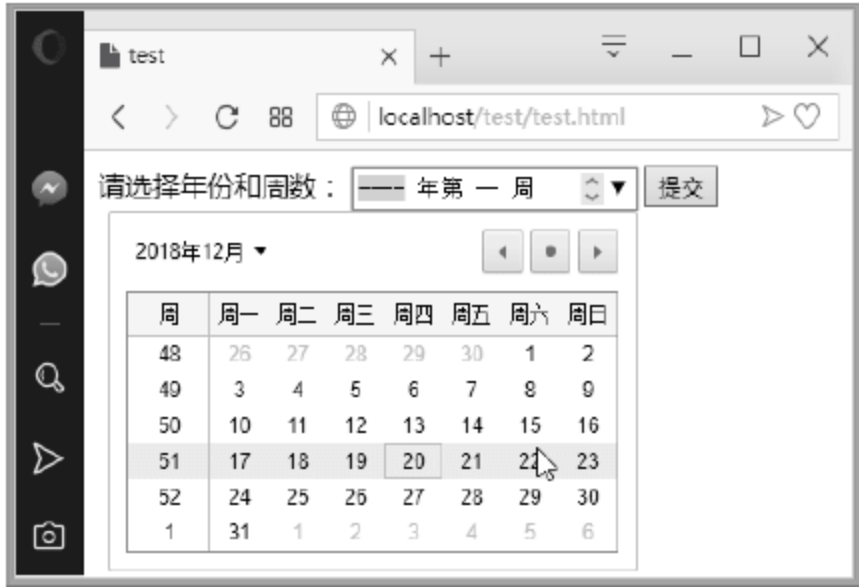 test
localhost/test/test.html
请选择年份和周数： ---- 年第 -- 周 提交
2018年12月
周 周一 周二 周三 周四 周五 周六 周日
48 26 27 28 29 30 1 2
49 3 4 5 6 7 8 9
50 10 11 12 13 14 15 16
51 17 18 19 20 21 22 23
52 24 25 26 27 28 29 30
1 31 1 2 3 4 5 6